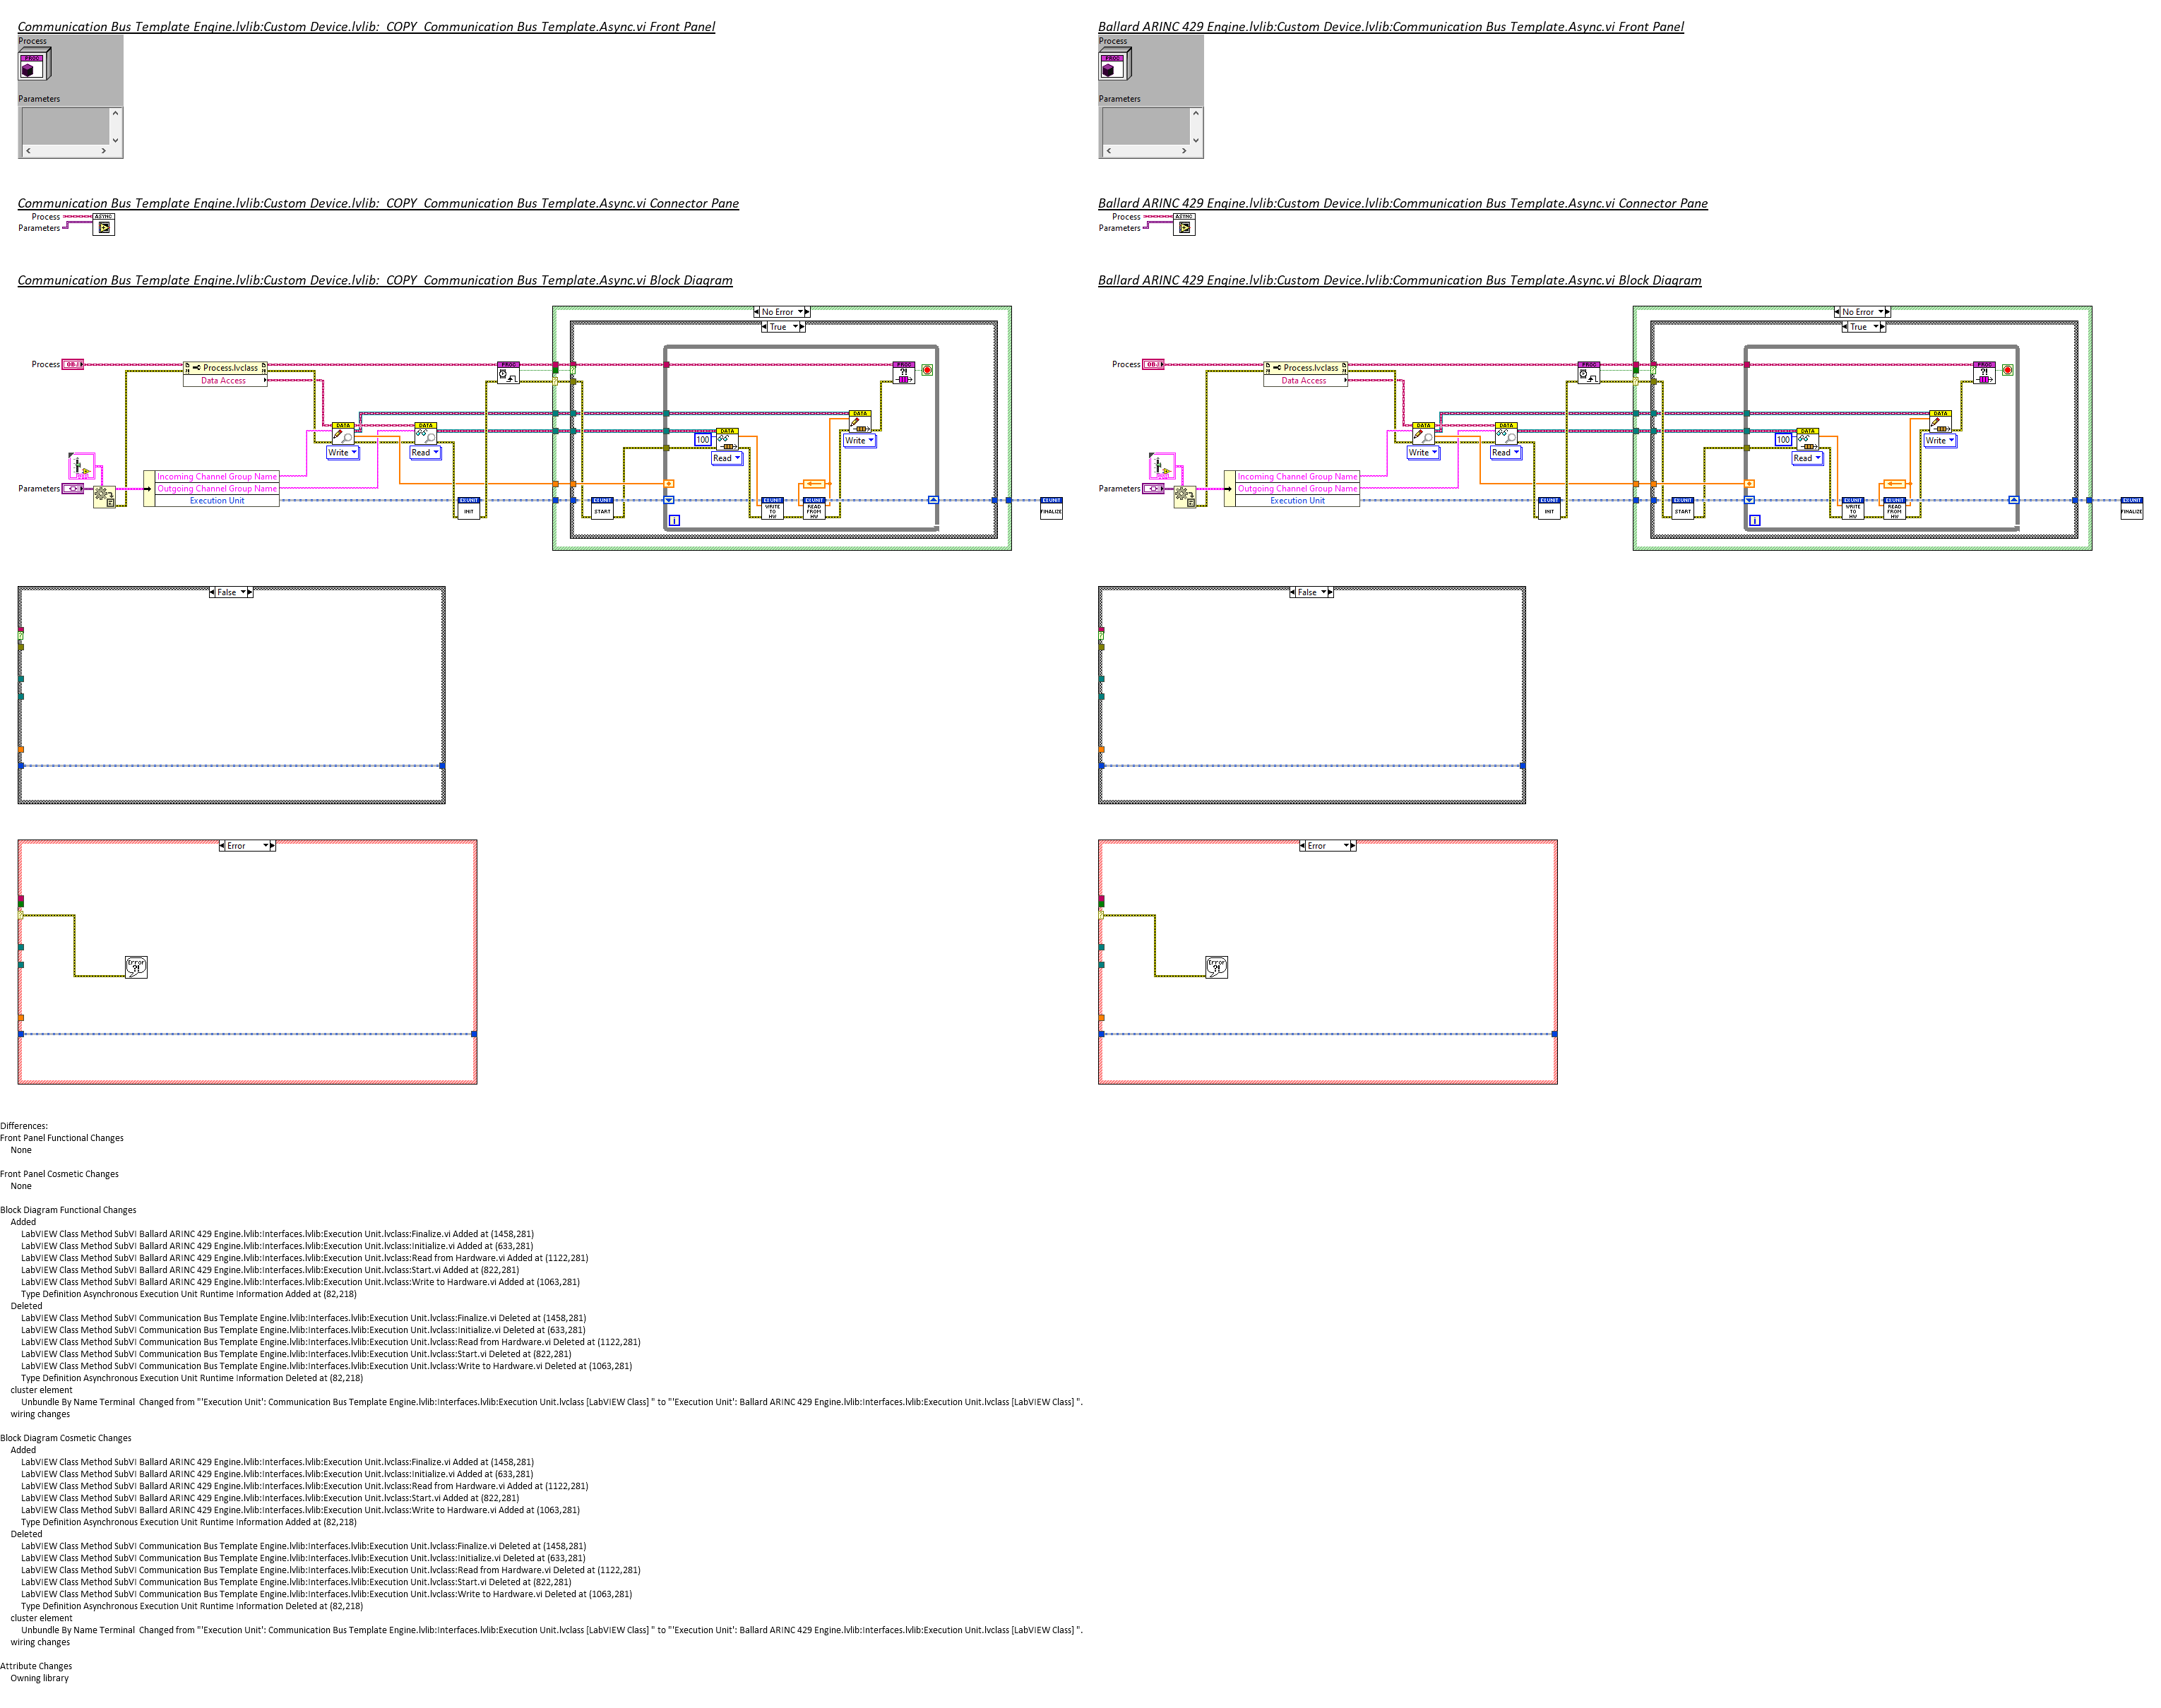 Communication Bus Template Engine.lvlib:Custom Device.lvlib:  COPY  Communication Bus Template.Async.vi Front Panel
Process
PROC
Parameters
Communication Bus Template Engine.lvlib:Custom Device.lvlib:  COPY  Communication Bus Template.Async.vi Connector Pane
Process
Parameters
ASYNC
Communication Bus Template Engine.lvlib:Custom Device.lvlib:  COPY  Communication Bus Template.Async.vi Block Diagram
No Error
True
Process
OBJ
Process.lvclass
Data Access
PROC
PROC
?!
DATA
Write
DATA
Read
100
DATA
Read
DATA
Write
Incoming Channel Group Name
Outgoing Channel Group Name
Execution Unit
Parameters
EXUNIT
INIT
EXUNIT
START
i
EXUNIT
WRITE TO HW
EXUNIT
READ FROM HW
EXUNIT
FINALIZE
False
Error
Error
?!
Ballard ARINC 429 Engine.lvlib:Custom Device.lvlib:Communication Bus Template.Async.vi Front Panel
Process
PROC
Parameters
Ballard ARINC 429 Engine.lvlib:Custom Device.lvlib:Communication Bus Template.Async.vi Connector Pane
Process
Parameters
ASYNC
Ballard ARINC 429 Engine.lvlib:Custom Device.lvlib:Communication Bus Template.Async.vi Block Diagram
No Error
True
Process
OBJ
Process.lvclass
Data Access
PROC
PROC
?!
DATA
Write
DATA
Read
100
DATA
Read
DATA
Write
Incoming Channel Group Name
Outgoing Channel Group Name
Execution Unit
Parameters
EXUNIT
INIT
EXUNIT
START
i
EXUNIT
WRITE TO HW
EXUNIT
READ FROM HW
EXUNIT
FINALIZE
False
Error
Error
?!
Differences:
Front Panel Functional Changes
None
Front Panel Cosmetic Changes
None
Block Diagram Functional Changes
Added
LabVIEW Class Method SubVI Ballard ARINC 429 Engine.lvlib:Interfaces.lvlib:Execution Unit.lvclass:Finalize.vi Added at (1458,281)
LabVIEW Class Method SubVI Ballard ARINC 429 Engine.lvlib:Interfaces.lvlib:Execution Unit.lvclass:Initialize.vi Added at (633,281)
LabVIEW Class Method SubVI Ballard ARINC 429 Engine.lvlib:Interfaces.lvlib:Execution Unit.lvclass:Read from Hardware.vi Added at (1122,281)
LabVIEW Class Method SubVI Ballard ARINC 429 Engine.lvlib:Interfaces.lvlib:Execution Unit.lvclass:Start.vi Added at (822,281)
LabVIEW Class Method SubVI Ballard ARINC 429 Engine.lvlib:Interfaces.lvlib:Execution Unit.lvclass:Write to Hardware.vi Added at (1063,281)
Type Definition Asynchronous Execution Unit Runtime Information Added at (82,218)
Deleted
LabVIEW Class Method SubVI Communication Bus Template Engine.lvlib:Interfaces.lvlib:Execution Unit.lvclass:Finalize.vi Deleted at (1458,281)
LabVIEW Class Method SubVI Communication Bus Template Engine.lvlib:Interfaces.lvlib:Execution Unit.lvclass:Initialize.vi Deleted at (633,281)
LabVIEW Class Method SubVI Communication Bus Template Engine.lvlib:Interfaces.lvlib:Execution Unit.lvclass:Read from Hardware.vi Deleted at (1122,281)
LabVIEW Class Method SubVI Communication Bus Template Engine.lvlib:Interfaces.lvlib:Execution Unit.lvclass:Start.vi Deleted at (822,281)
LabVIEW Class Method SubVI Communication Bus Template Engine.lvlib:Interfaces.lvlib:Execution Unit.lvclass:Write to Hardware.vi Deleted at (1063,281)
Type Definition Asynchronous Execution Unit Runtime Information Deleted at (82,218)
cluster element
Unbundle By Name Terminal  Changed from "'Execution Unit': Communication Bus Template Engine.lvlib:Interfaces.lvlib:Execution Unit.lvclass [LabVIEW Class] " to "'Execution Unit': Ballard ARINC 429 Engine.lvlib:Interfaces.lvlib:Execution Unit.lvclass [LabVIEW Class] ".
wiring changes
Block Diagram Cosmetic Changes
Added
LabVIEW Class Method SubVI Ballard ARINC 429 Engine.lvlib:Interfaces.lvlib:Execution Unit.lvclass:Finalize.vi Added at (1458,281)
LabVIEW Class Method SubVI Ballard ARINC 429 Engine.lvlib:Interfaces.lvlib:Execution Unit.lvclass:Initialize.vi Added at (633,281)
LabVIEW Class Method SubVI Ballard ARINC 429 Engine.lvlib:Interfaces.lvlib:Execution Unit.lvclass:Read from Hardware.vi Added at (1122,281)
LabVIEW Class Method SubVI Ballard ARINC 429 Engine.lvlib:Interfaces.lvlib:Execution Unit.lvclass:Start.vi Added at (822,281)
LabVIEW Class Method SubVI Ballard ARINC 429 Engine.lvlib:Interfaces.lvlib:Execution Unit.lvclass:Write to Hardware.vi Added at (1063,281)
Type Definition Asynchronous Execution Unit Runtime Information Added at (82,218)
Deleted
LabVIEW Class Method SubVI Communication Bus Template Engine.lvlib:Interfaces.lvlib:Execution Unit.lvclass:Finalize.vi Deleted at (1458,281)
LabVIEW Class Method SubVI Communication Bus Template Engine.lvlib:Interfaces.lvlib:Execution Unit.lvclass:Initialize.vi Deleted at (633,281)
LabVIEW Class Method SubVI Communication Bus Template Engine.lvlib:Interfaces.lvlib:Execution Unit.lvclass:Read from Hardware.vi Deleted at (1122,281)
LabVIEW Class Method SubVI Communication Bus Template Engine.lvlib:Interfaces.lvlib:Execution Unit.lvclass:Start.vi Deleted at (822,281)
LabVIEW Class Method SubVI Communication Bus Template Engine.lvlib:Interfaces.lvlib:Execution Unit.lvclass:Write to Hardware.vi Deleted at (1063,281)
Type Definition Asynchronous Execution Unit Runtime Information Deleted at (82,218)
cluster element
Unbundle By Name Terminal  Changed from "'Execution Unit': Communication Bus Template Engine.lvlib:Interfaces.lvlib:Execution Unit.lvclass [LabVIEW Class] " to "'Execution Unit': Ballard ARINC 429 Engine.lvlib:Interfaces.lvlib:Execution Unit.lvclass [LabVIEW Class] ".
wiring changes
Attribute Changes
Owning library